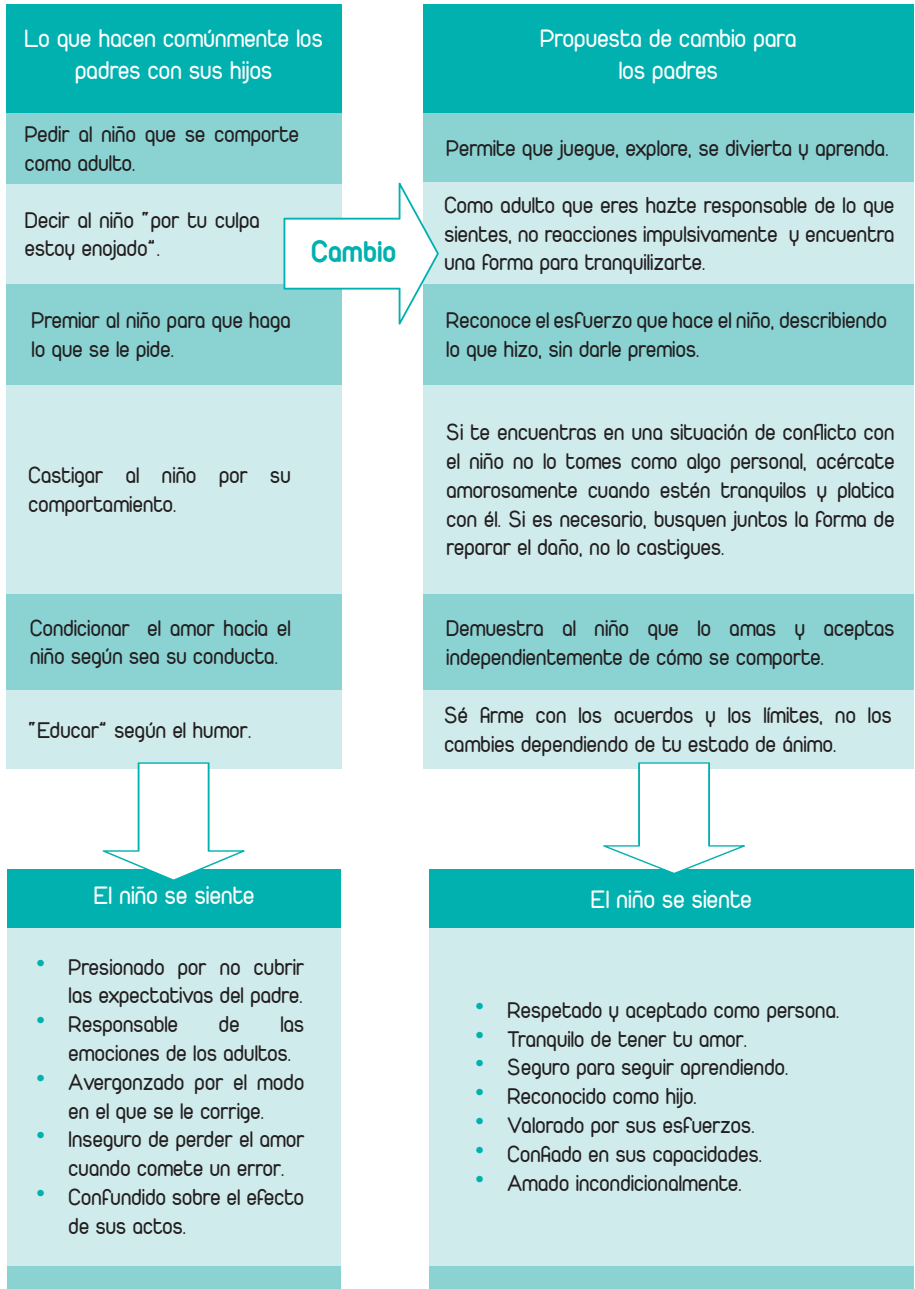 Lo que hacen comúnmente los
padres con sus hijos
Pedir al niño que se comporte
como adulto.
Decir al niño "por tu culpa
estoy enojado".
Premiar al niño para que haga
lo que se le pide.
Castigar al niño por su
comportamiento.
Condicionar el amor hacia el
niño según sea su conducta.
"Educar" según el humor.
Cambio
Propuesta de cambio para
los padres
Permite que juegue, explore, se divierta y aprenda.
Como adulto que eres hazte responsable de lo que
sientes, no reacciones impulsivamente y encuentra
una forma para tranquilizarte.
Reconoce el esfuerzo que hace el niño, describiendo
lo que hizo, sin darle premios.
Si te encuentras en una situación de conflicto con
el niño no lo tomes como algo personal, acércate
amorosamente cuando estén tranquilos y platica
con él. Si es necesario, busquen juntos la forma de
reparar el daño, no lo castigues.
Demuestra al niño que lo amas y aceptas
independientemente de cómo se comporte.
Sé firme con los acuerdos y los límites, no los
cambies dependiendo de tu estado de ánimo.
El niño se siente
• Presionado por no cubrir
las expectativas del padre.
• Responsable de las
emociones de los adultos.
• Avergonzado por el modo
en el que se le corrige.
• Inseguro de perder el amor
cuando comete un error.
• Confundido sobre el efecto
de sus actos.
El niño se siente
• Respetado y aceptado como persona.
• Tranquilo de tener tu amor.
• Seguro para seguir aprendiendo.
• Reconocido como hijo.
• Valorado por sus esfuerzos.
• Confiado en sus capacidades.
• Amado incondicionalmente.